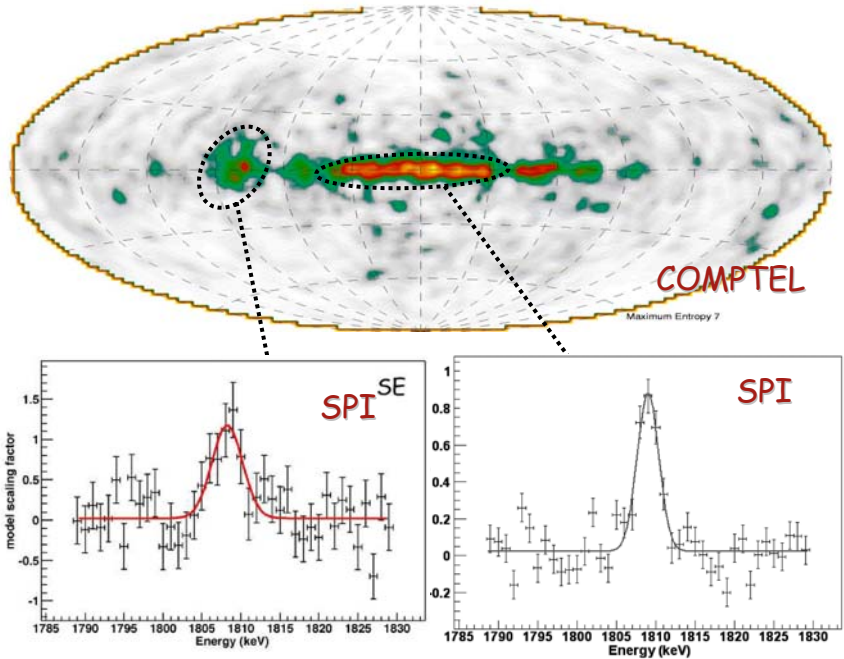 COMPTEL
Maximum Entropy 7
SPI SE
model scaling factor
1.5
1
0.5
0
-0.5
-1
1785 1790 1795 1800 1805 1810 1815 1820 1825 1830
Energy (keV)
SPI
1
0.8
0.6
0.4
0.2
0
-0.2
1785 1790 1795 1800 1805 1810 1815 1820 1825 1830
Energy (keV)